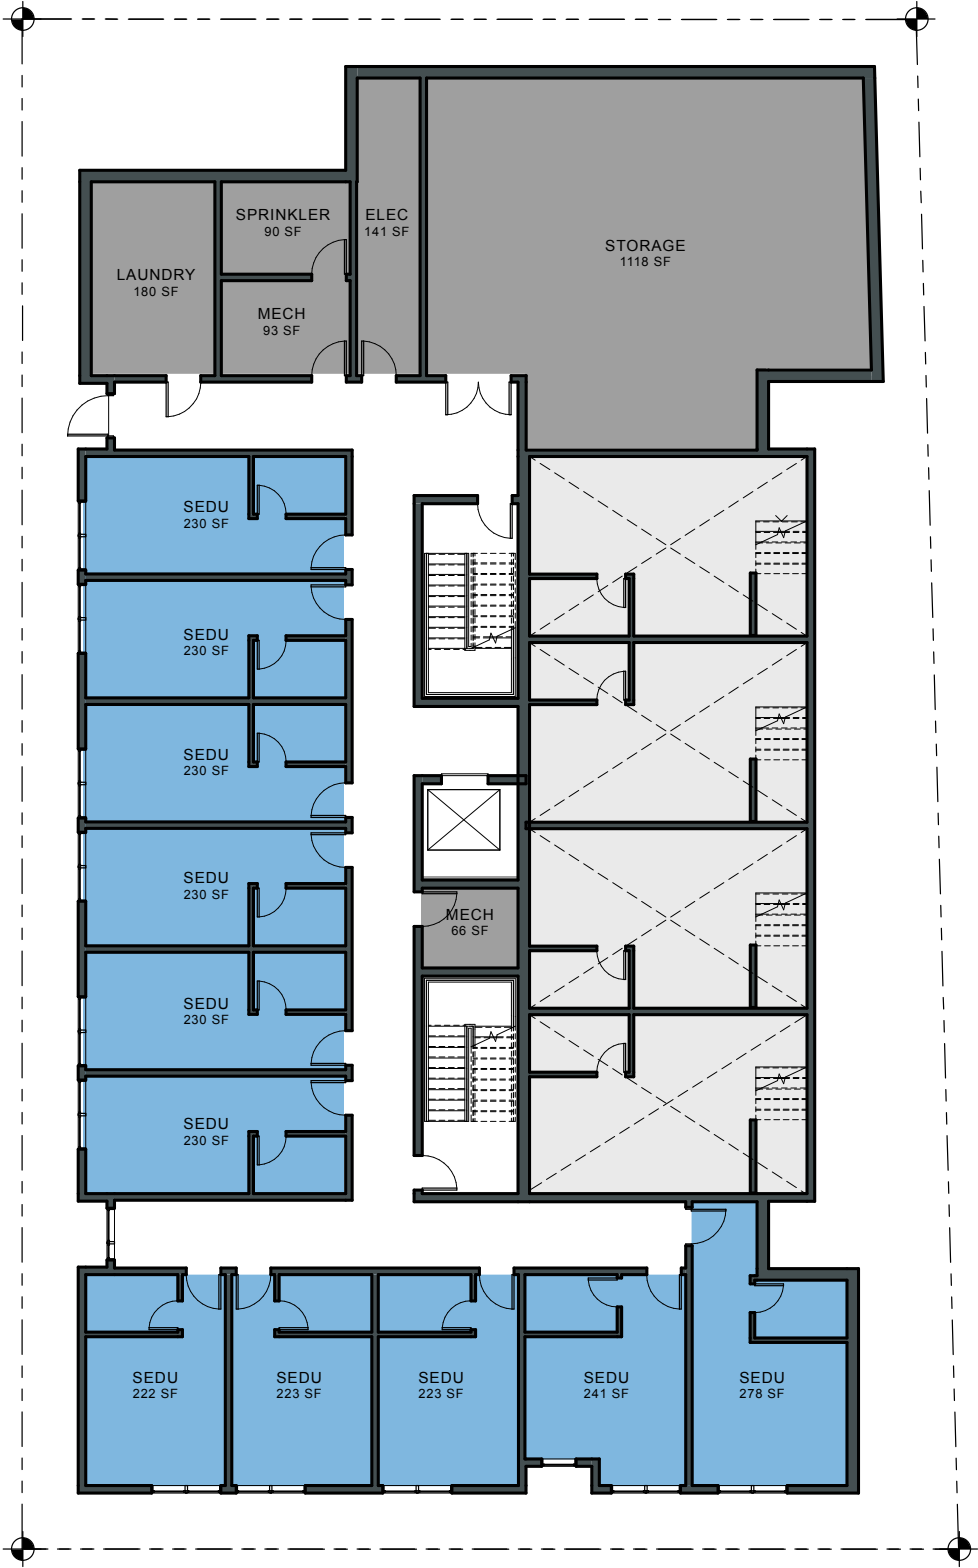 SPRINKLER
90 SF
ELEC
141 SF
STORAGE
1118 SF
LAUNDRY
180 SF
MECH
93 SF
SEDU
230 SF
SEDU
230 SF
SEDU
230 SF
SEDU
230 SF
MECH
66 SF
SEDU
230 SF
SEDU
230 SF
SEDU
222 SF
SEDU
223 SF
SEDU
223 SF
SEDU
241 SF
SEDU
278 SF